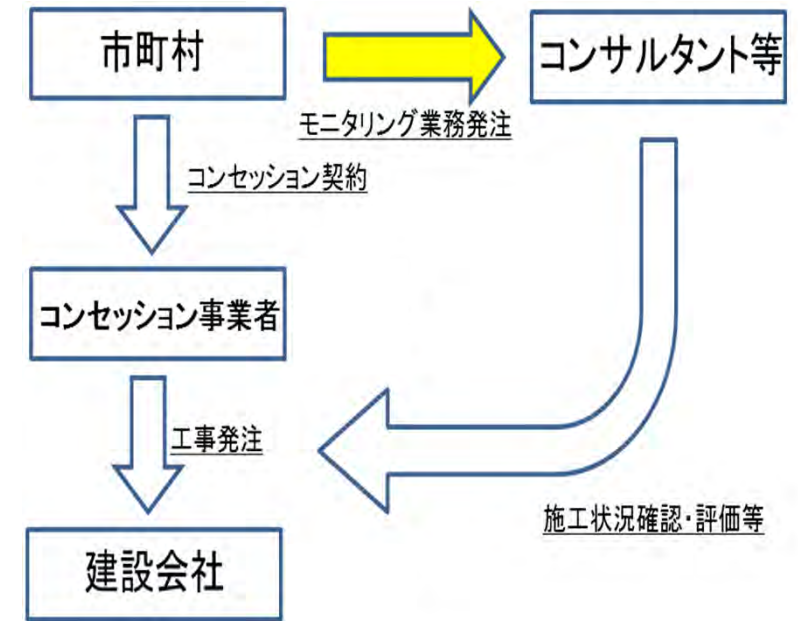 市町村
コンサルタント等
モニタリング業務発注
コンセッション契約
コンセッション事業者
工事発注
施工状況確認・評価等
建設会社